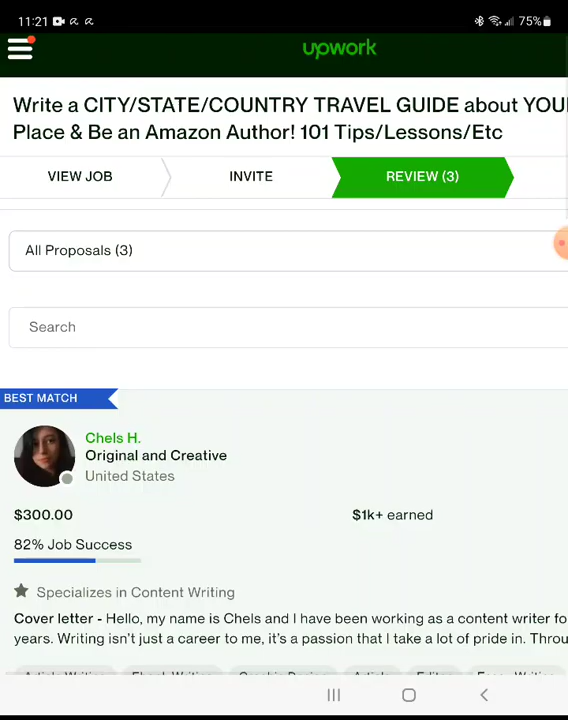 11:21 75%
upwork
Write a CITY/STATE/COUNTRY TRAVEL GUIDE about
Place & Be an Amazon Author! 101 Tips/Lessons/Etc
VIEW JOB INVITE REVIEW (3)
All Proposals (3)
Search
BEST MATCH
Chels H.
Original and Creative
United States
$300.00 $1k+ earned
82% Job Success
Specializes in Content Writing
Cover letter - Hello, my name is Chels and I have been working as a content writer
years. Writing isn't just a career to me, it's a passion that I take a lot of pride in.